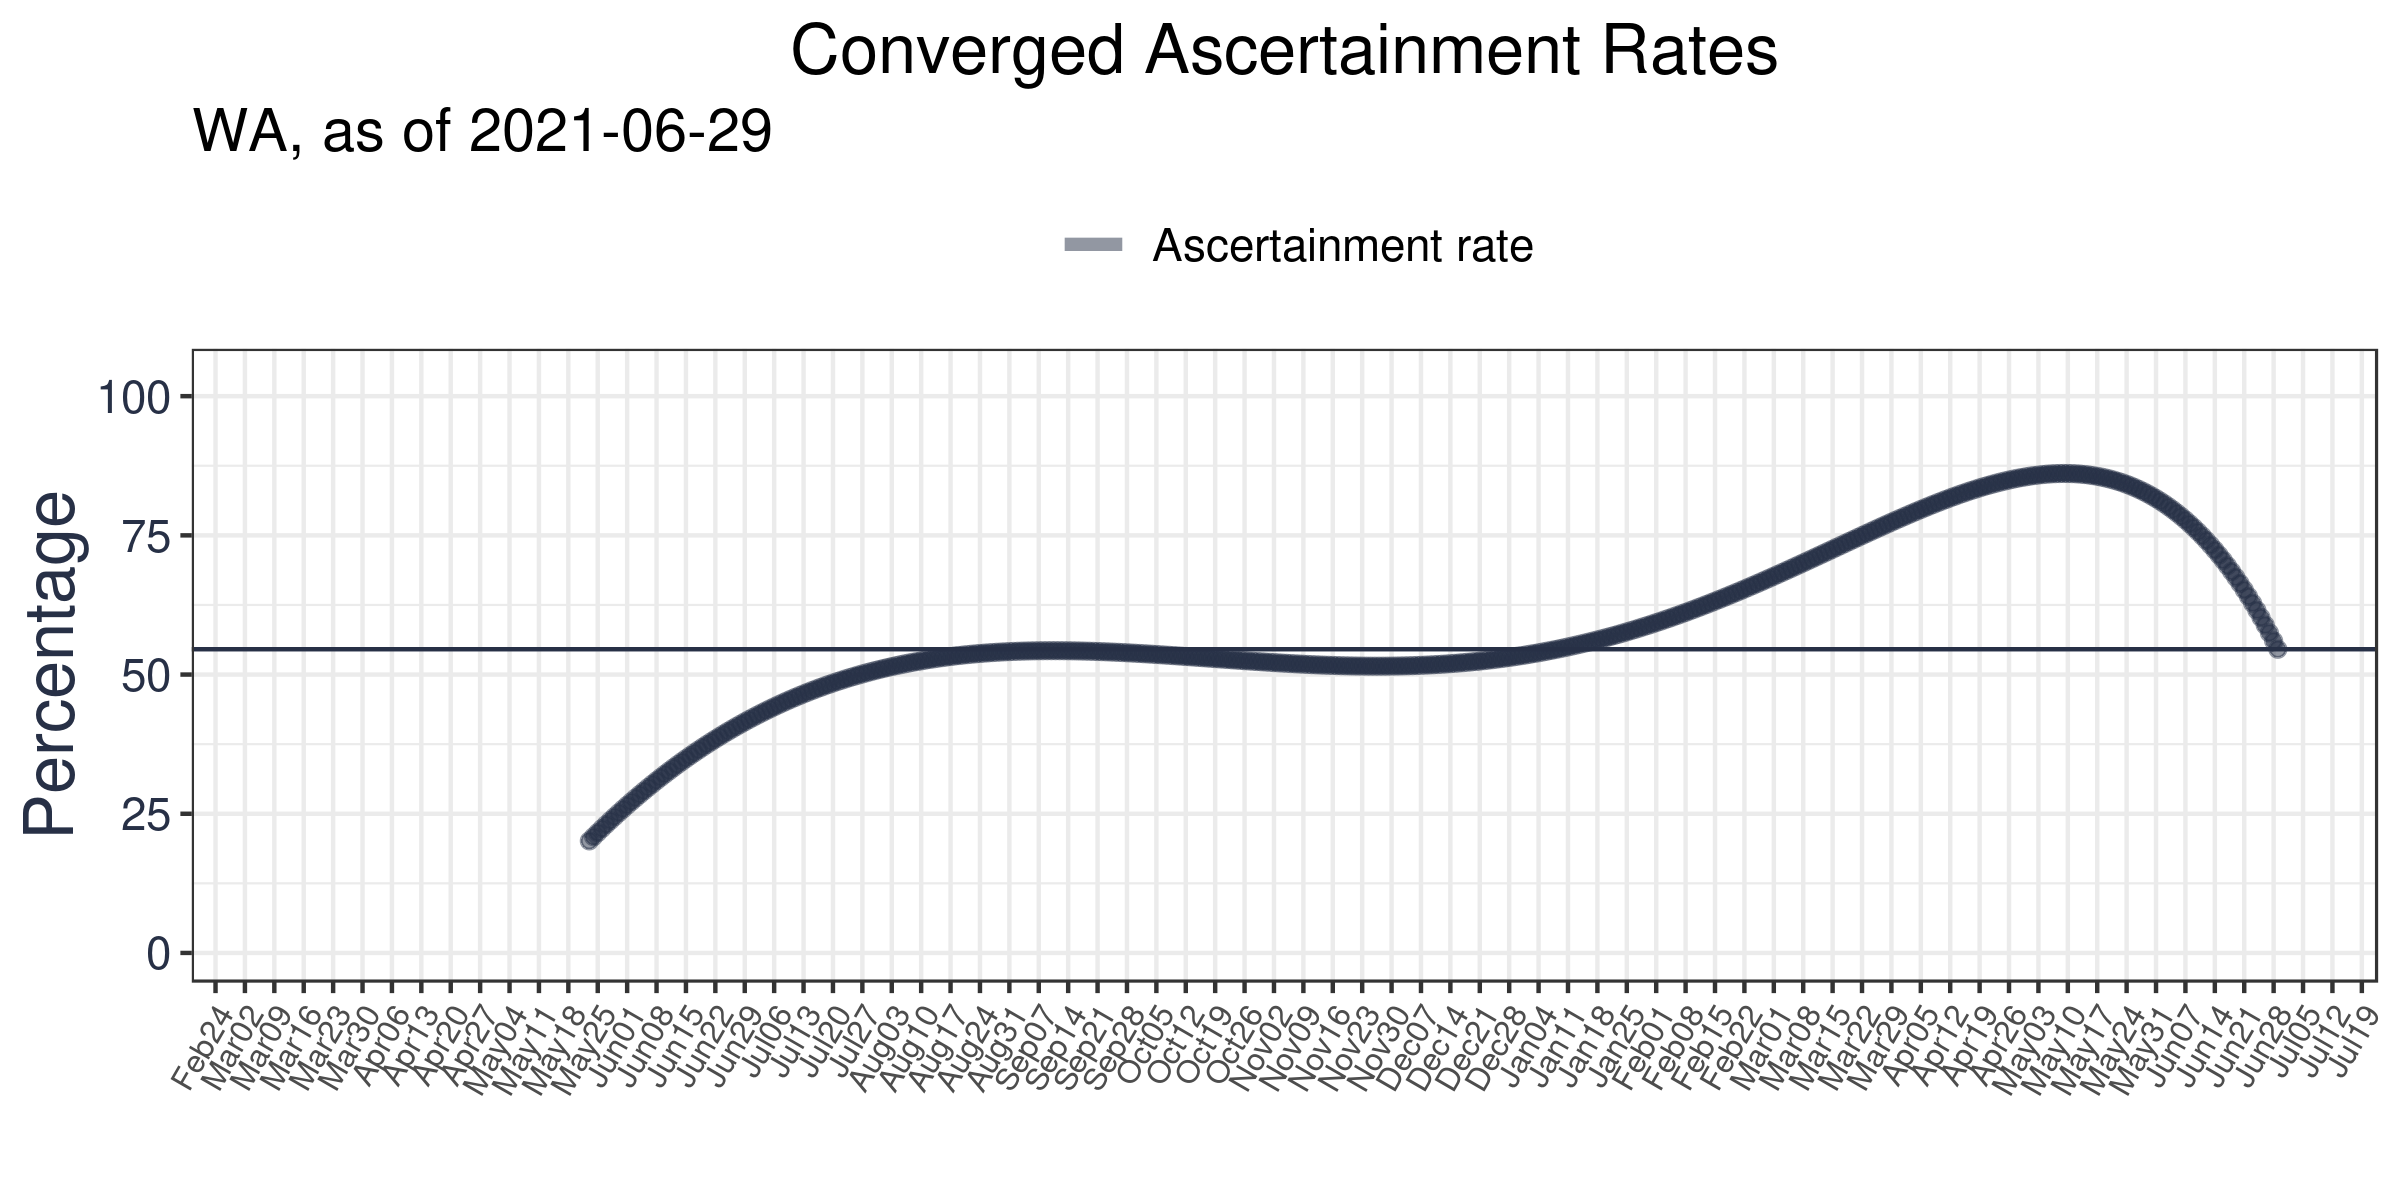 Converged Ascertainment Rates
WA, as of 2021-06-29
Ascertainment rate
Percentage
100
75
50
25
0
Feb24 Mar02 Mar09 Mar16 Mar23 Mar30 Apr06 Apr13 Apr20 Apr27 May04 May11 May18 May25 Jun01 Jun08 Jun15 Jun22 Jun29 Jul06 Jul13 Jul20 Jul27 Aug03 Aug10 Aug17 Aug24 Aug31 Sep07 Sep14 Sep21 Sep28 Oct05 Oct12 Oct19 Oct26 Nov02 Nov09 Nov16 Nov23 Nov30 Dec07 Dec14 Dec21 Dec28 Jan04 Jan11 Jan18 Jan25 Feb01 Feb08 Feb15 Feb22 Mar01 Mar08 Mar15 Mar22 Mar29 Apr05 Apr12 Apr19 Apr26 May03 May10 May17 May24 May31 Jun07 Jun14 Jun21 Jun28 Jul05 Jul12 Jul19